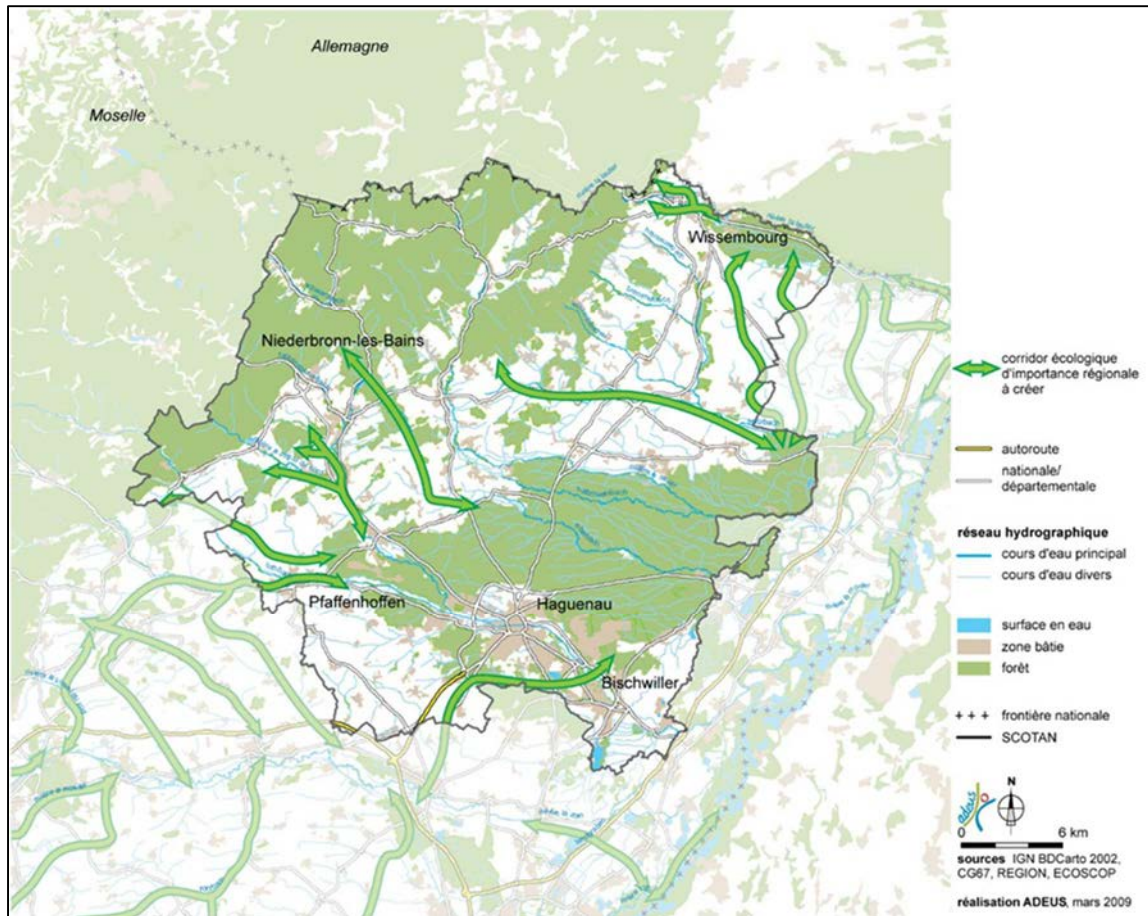 Allemagne
Moselle
Wissembourg
Niederbronn-les-Bains
Pfaffenhoffen
Haguenau
Bischwiller
corridor écologique
d'importance régionale
à créer
autoroute
nationale/
départementale
réseau hydrographique
cours d'eau principal
cours d'eau divers
surface en eau
zone bâtie
forêt
frontière nationale
SCOTAN
adeus
N
0 6 km
sources IGN BDCarto 2002,
CG67, REGION, ECOSCOP
réalisation ADEUS, mars 2009